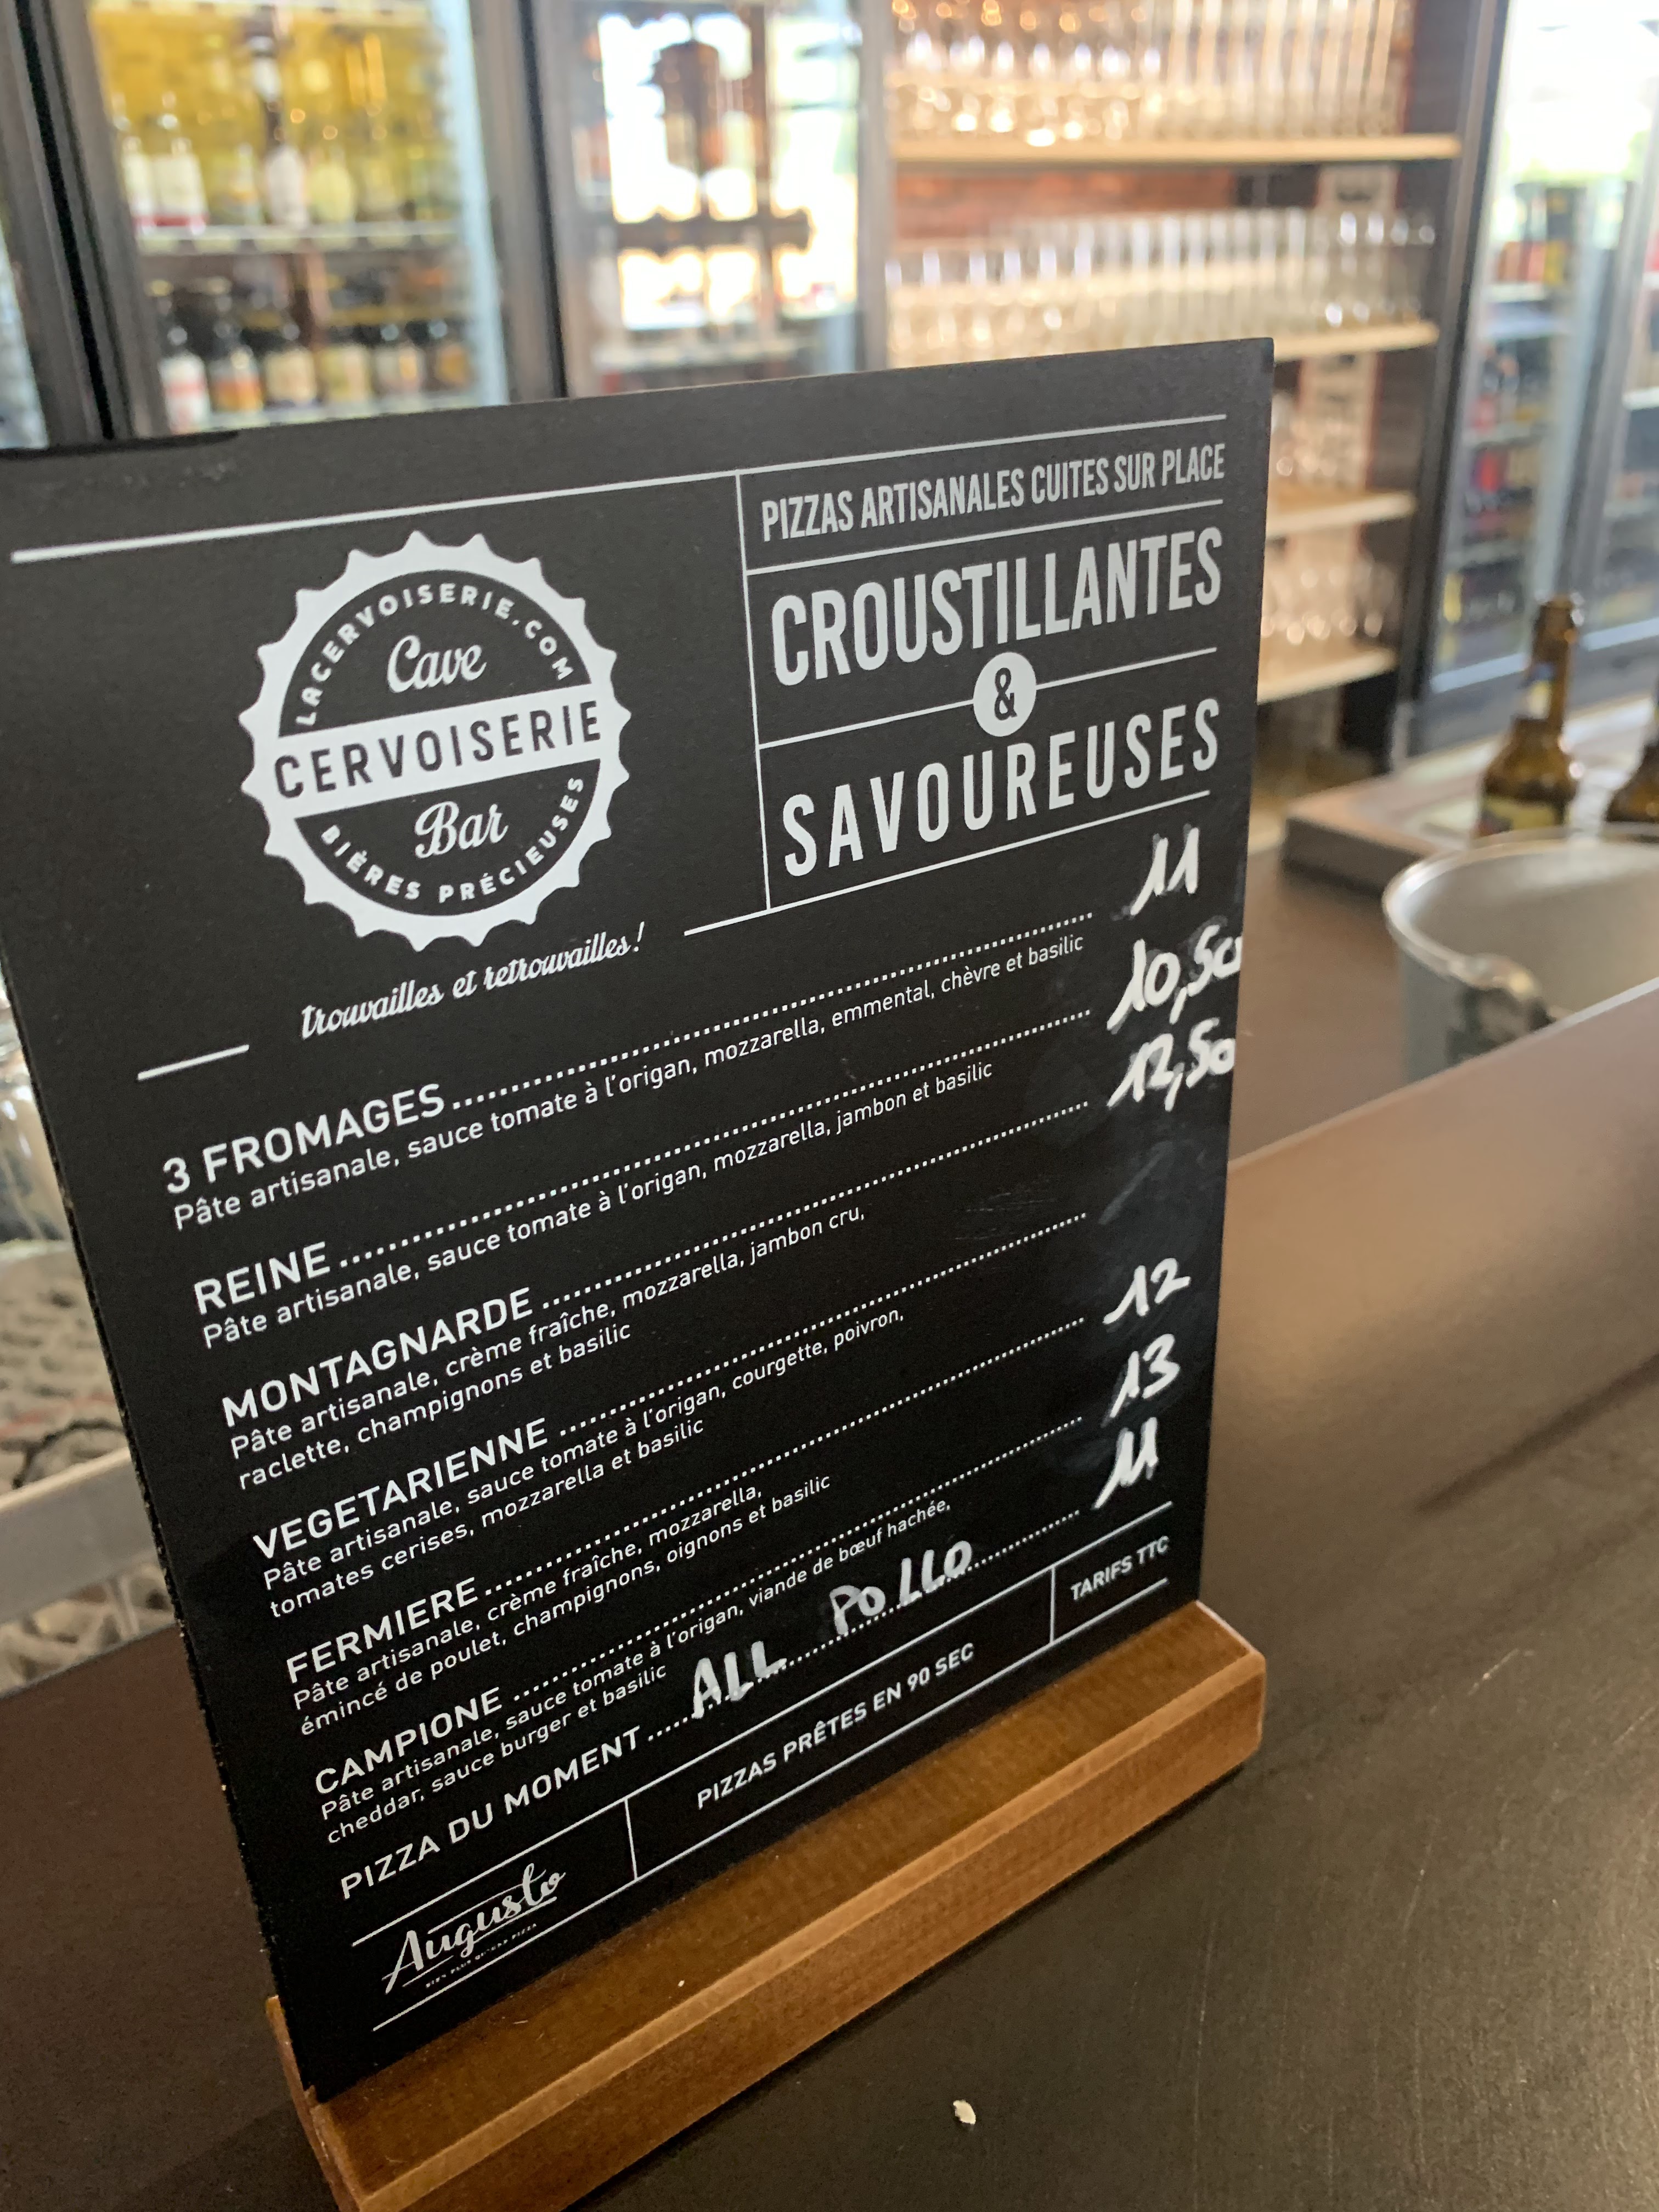 LACERVOISERIE.COM
Cave
CERVOISERIE
Bar
BIÈRES PRÉCIEUSES
trouvailles et retrouvailles!
PIZZAS ARTISANALES CUITES SUR PLACE
CROUSTILLANTES
&
SAVOUREUSES
3 FROMAGES 11
Pâte artisanale, sauce tomate à l'origan, mozzarella, emmental, chèvre et basilic
REINE 10,50
Pâte artisanale, sauce tomate à l'origan, mozzarella, jambon et basilic
MONTAGNARDE 12,50
Pâte artisanale, crème fraîche, mozzarella, jambon cru,
raclette, champignons et basilic
VEGETARIENNE
Pâte artisanale, sauce tomate à l'origan, courgette, poivron,
tomates cerises, mozzarella et basilic
FERMIERE 12
Pâte artisanale, crème fraîche, mozzarella,
émincé de poulet, champignons, oignons et basilic
CAMPIONE 13
Pâte artisanale, sauce tomate à l'origan, viande de bœuf hachée,
cheddar, sauce burger et basilic
PIZZA DU MOMENT ALL POLLO 11
Augusto
PIZZAS PRÊTES EN 90 SEC
TARIFS TTC